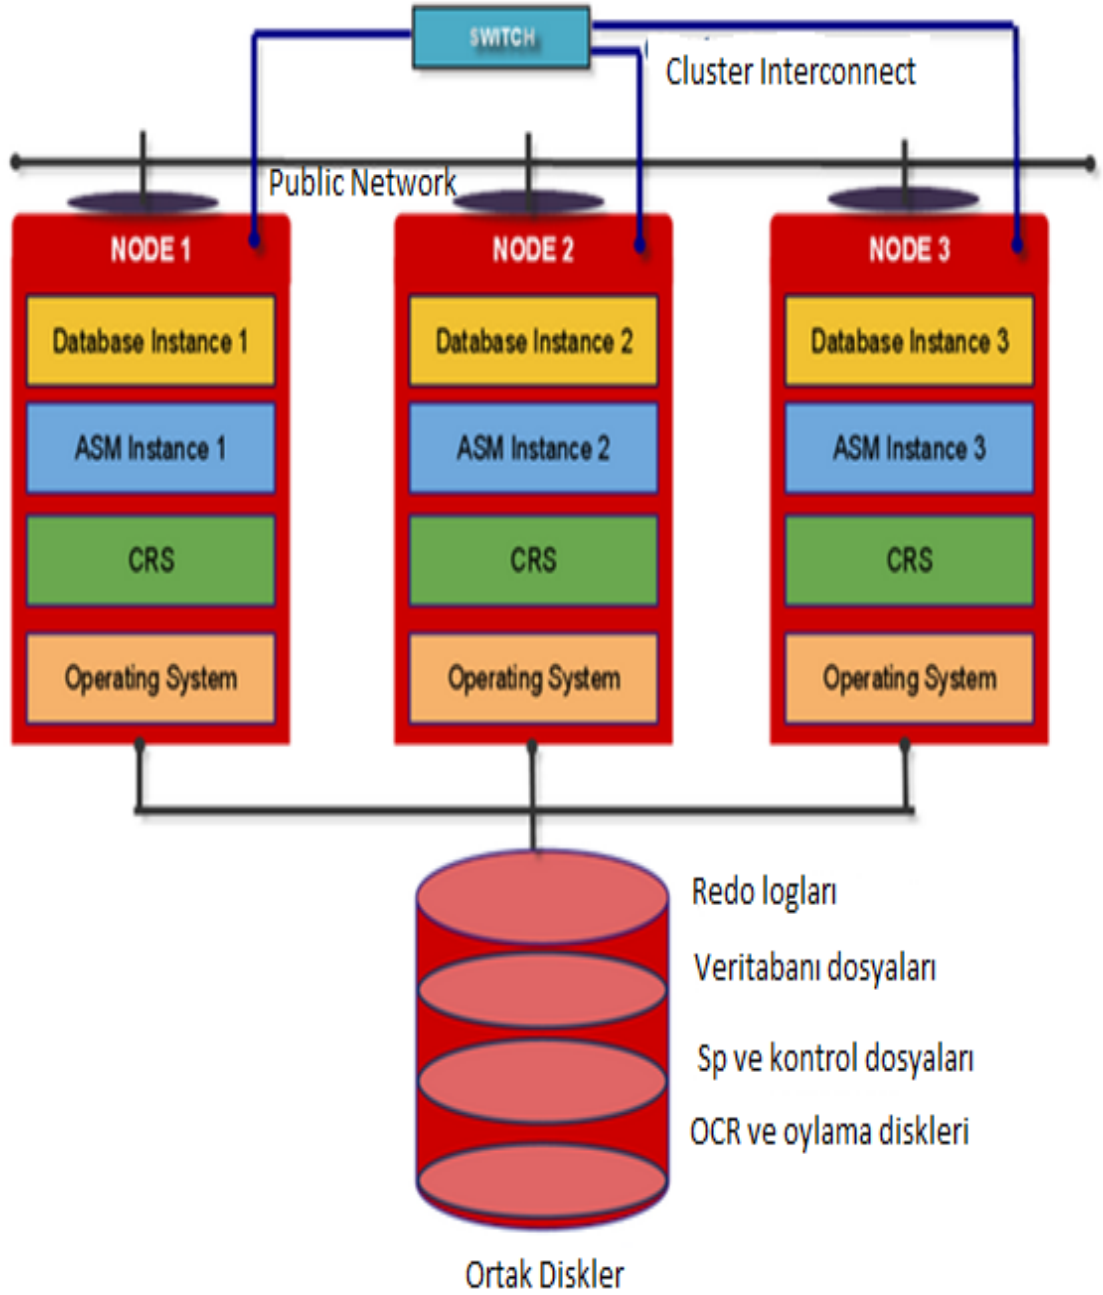 SWITCH
Cluster Interconnect
Public Network
NODE 1
NODE 2
NODE 3
Database Instance 1
Database Instance 2
Database Instance 3
ASM Instance 1
ASM Instance 2
ASM Instance 3
CRS
CRS
CRS
Operating System
Operating System
Operating System
Redo logları
Veritabanı dosyaları
Sp ve kontrol dosyaları
OCR ve oylama diskleri
Ortak Diskler